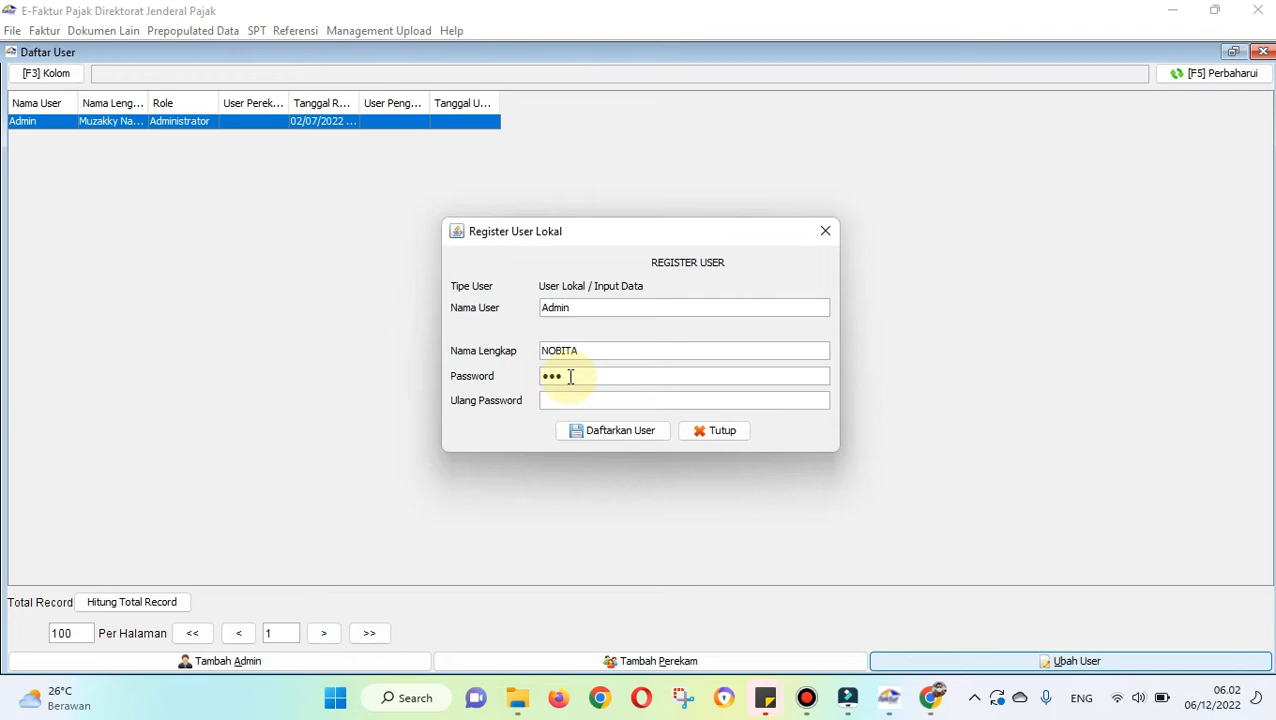 E-Faktur Pajak Direktorat Jenderal Pajak
File Faktur Dokumen Lain Prepopulated Data SPT Referensi Management Upload Help
Daftar User
[F3] Kolom
[F5] Perbaharui
Nama User Nama Leng... Role User Perek... Tanggal R... User Peng... Tanggal U...
Admin Muzakky Na... Administrator 02/07/2022 ...
Register User Lokal
REGISTER USER
Tipe User User Lokal / Input Data
Nama User Admin
Nama Lengkap NOBITA
Password •••
Ulang Password
Daftarkan User Tutup
Total Record Hitung Total Record
100 Per Halaman << < 1 > >>
Tambah Admin Tambah Perekam Ubah User
26°C
Berawan
Search
ENG
06.02
06/12/2022